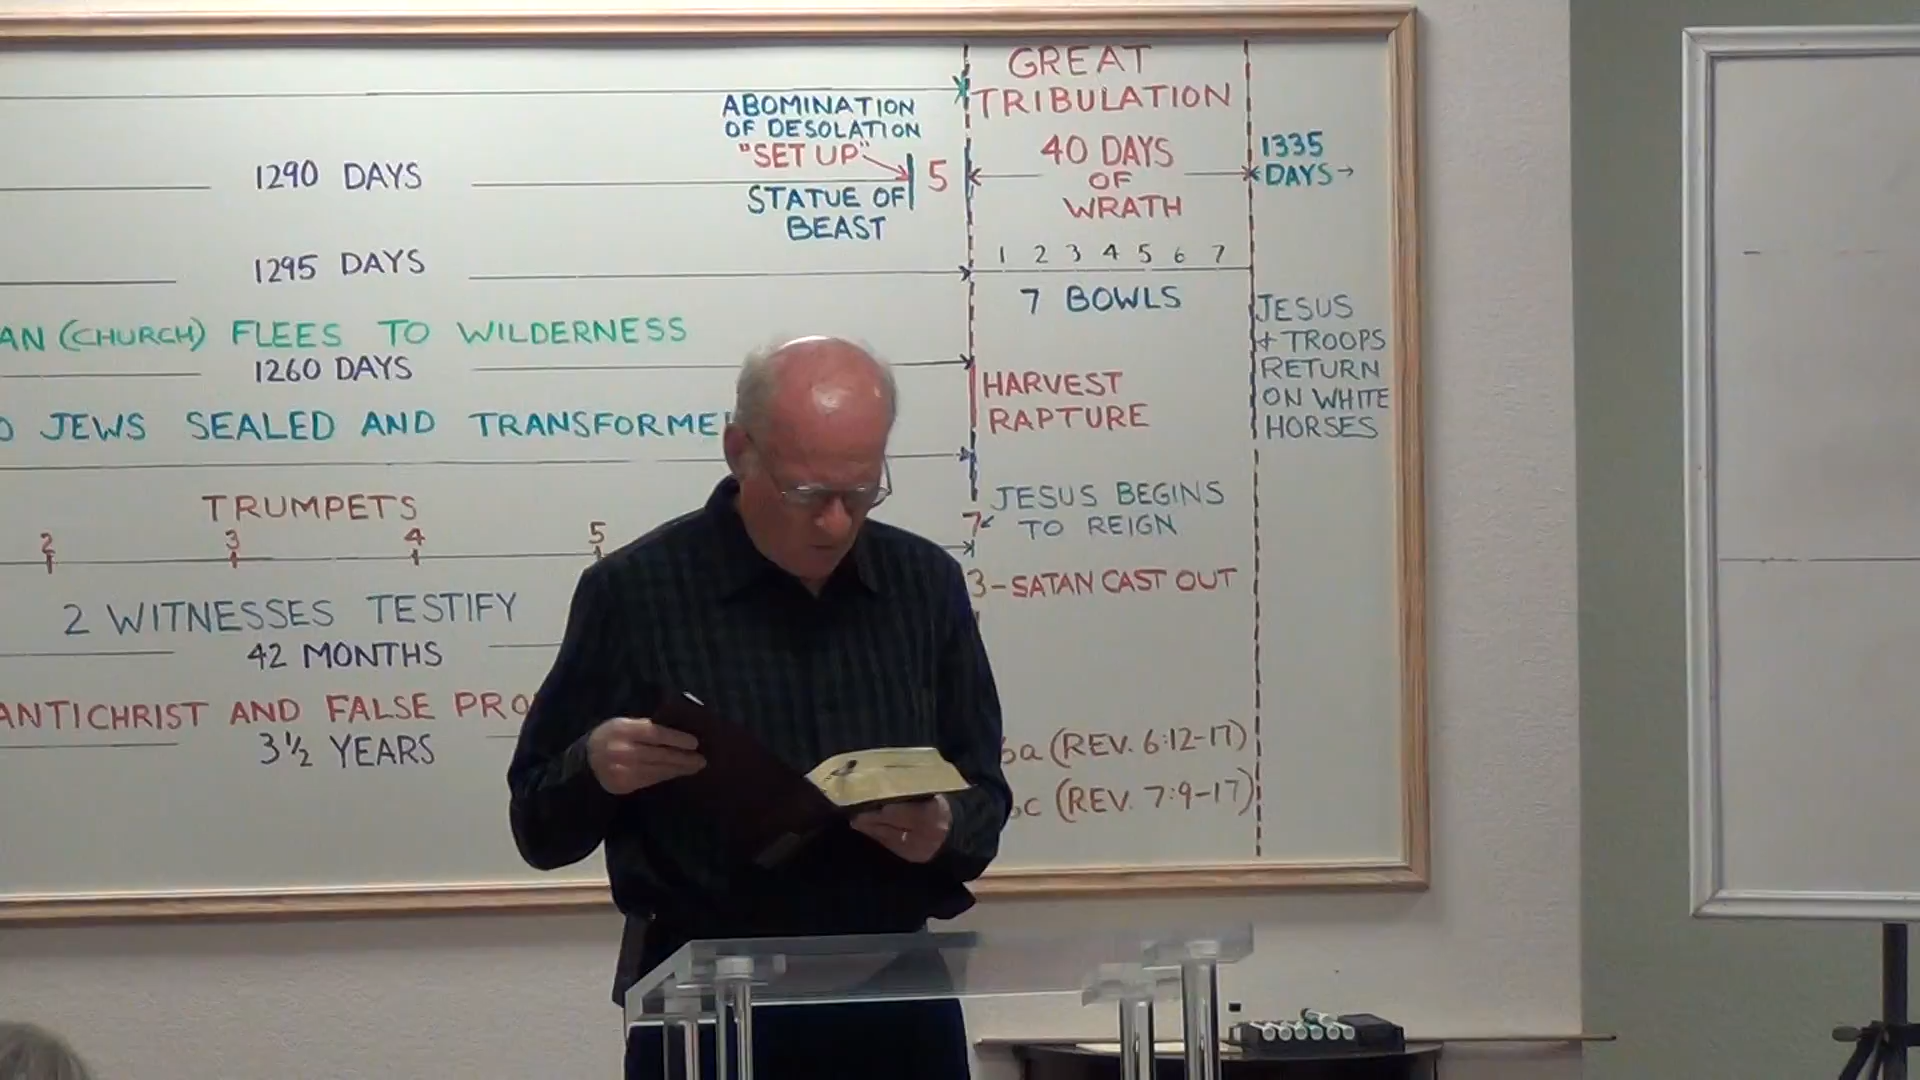 GREAT
TRIBULATION
ABOMINATION
OF DESOLATION
"SET UP"
STATUE OF
BEAST
5
1290 DAYS
40 DAYS
OF
WRATH
1335
DAYS→
1295 DAYS
1 2 3 4 5 6 7
7 BOWLS
(CHURCH) FLEES TO WILDERNESS
1260 DAYS
HARVEST
RAPTURE
JESUS
+ TROOPS
RETURN
ON WHITE
HORSES
JEWS SEALED AND
TRUMPETS
2 3 4 5
7
JESUS BEGINS
TO REIGN
2 WITNESSES TESTIFY
42 MONTHS
3-SATAN CAST OUT
ANTICHRIST AND FALSE
3½ YEARS
(REV. 6:12-17)
(REV. 7:9-17)